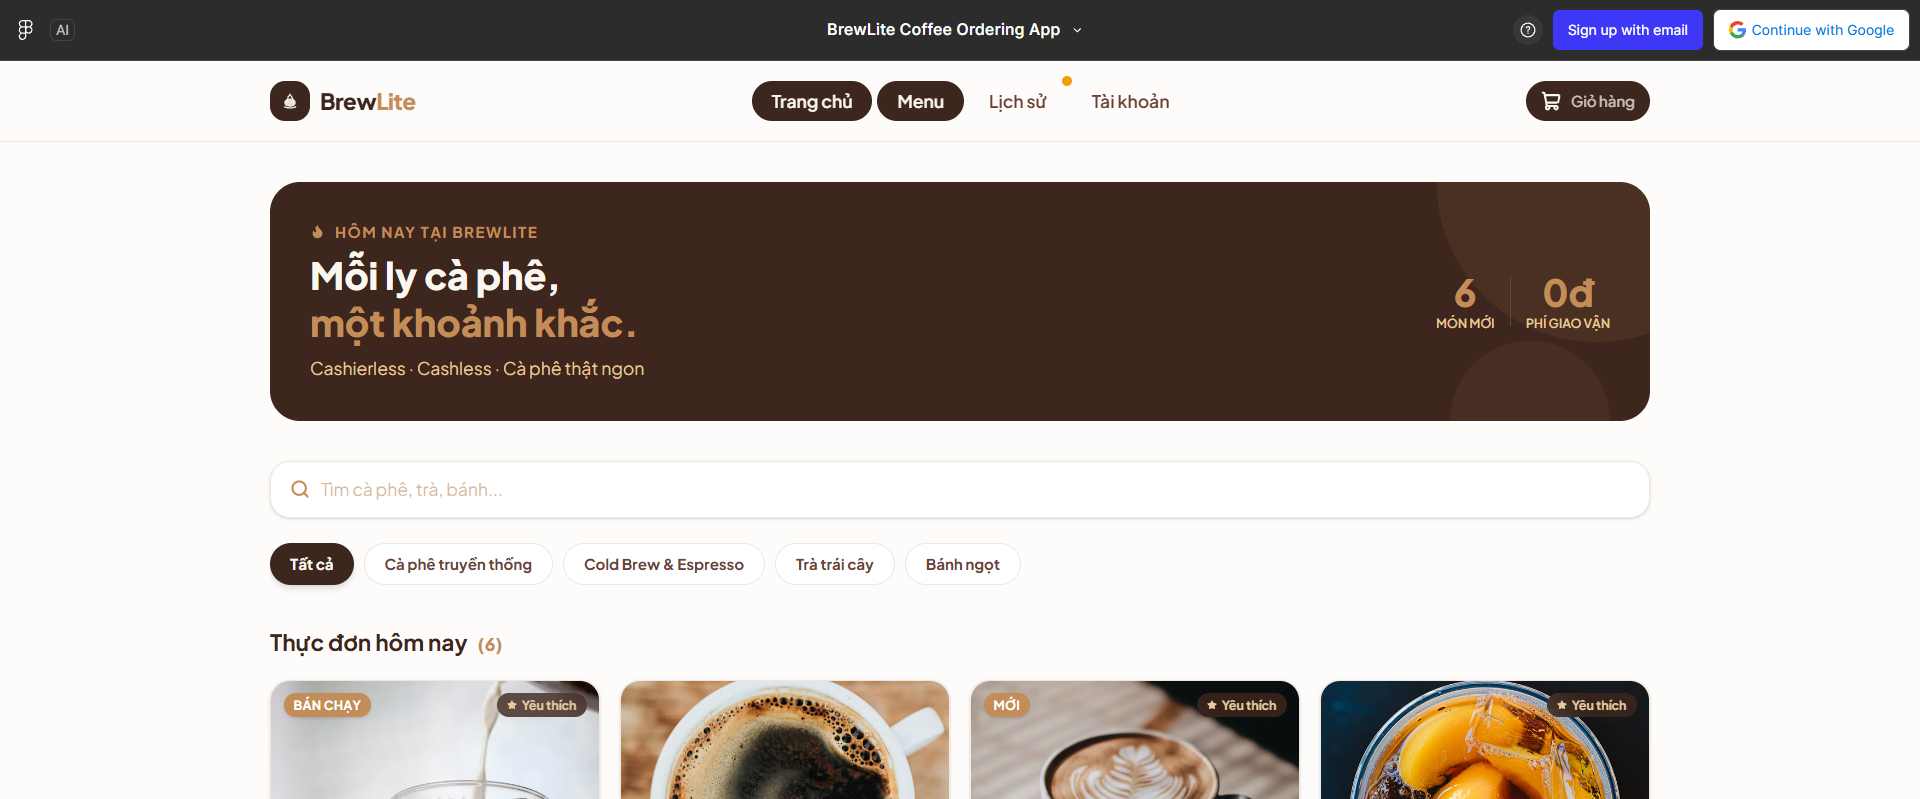 AI
BrewLite Coffee Ordering App
Sign up with email
Continue with Google
BrewLite
Trang chủ
Menu
Lịch sử
Tài khoản
Giỏ hàng
HÔM NAY TẠI BREWLITE
Mỗi ly cà phê,
một khoảnh khắc.
Cashierless · Cashless · Cà phê thật ngon
6
MÓN MỚI
0đ
PHÍ GIAO VẬN
Tìm cà phê, trà, bánh...
Tất cả
Cà phê truyền thống
Cold Brew & Espresso
Trà trái cây
Bánh ngọt
Thực đơn hôm nay (6)
BÁN CHẠY
Yêu thích
MỚI
Yêu thích
Yêu thích